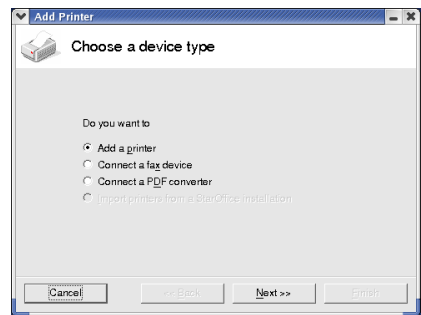 Add Printer
Choose a device type
Do you want to
Add a printer
Connect a fax device
Connect a PDF converter
Import printers from a StarOffice installation
Cancel
<< Back
Next >>
Finish